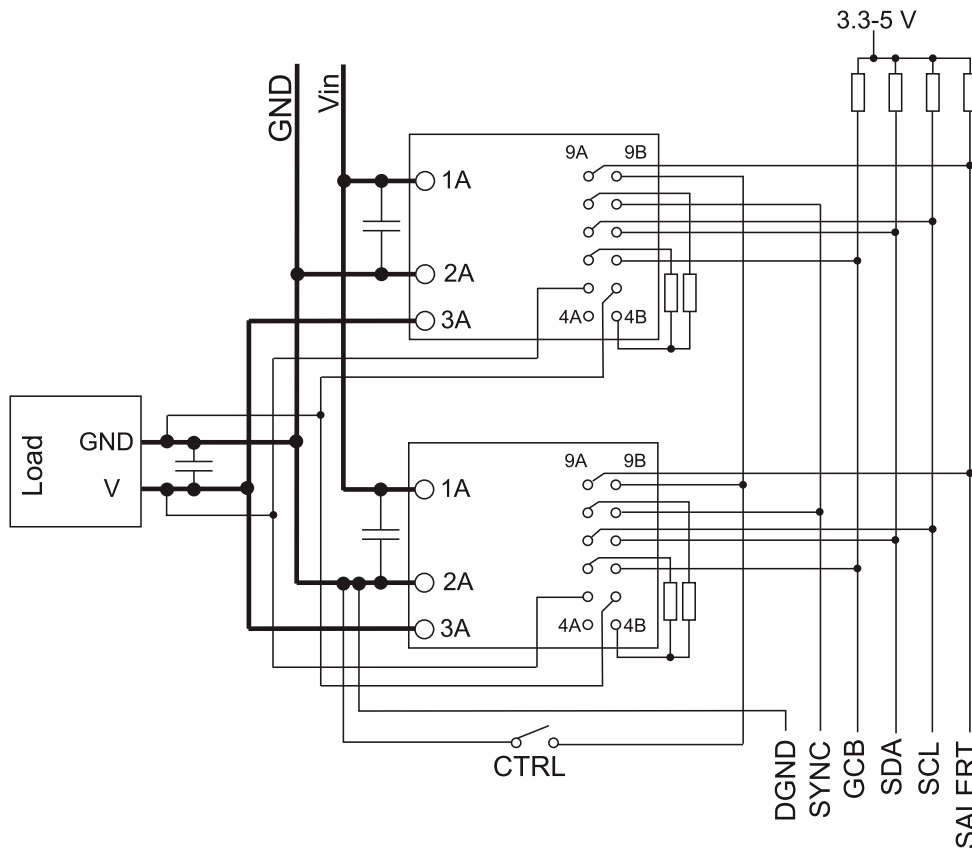 3.3-5 V
GND
Vin
9A 9B
1A
2A
3A
4A 4B
Load
GND
V
9A 9B
1A
2A
3A
4A 4B
CTRL
DGND
SYNC
GCB
SDA
SCL
SALERT